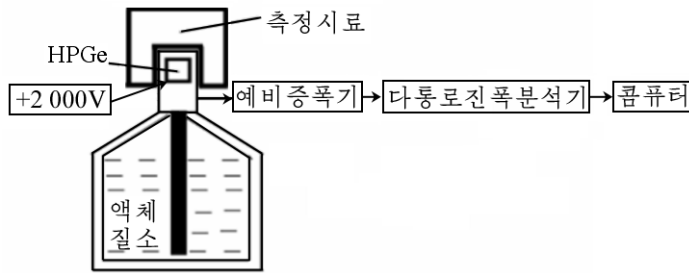 측정시료
HPGe
+2 000V
예비증폭기
다통로진폭분석기
콤퓨터
액체
질소